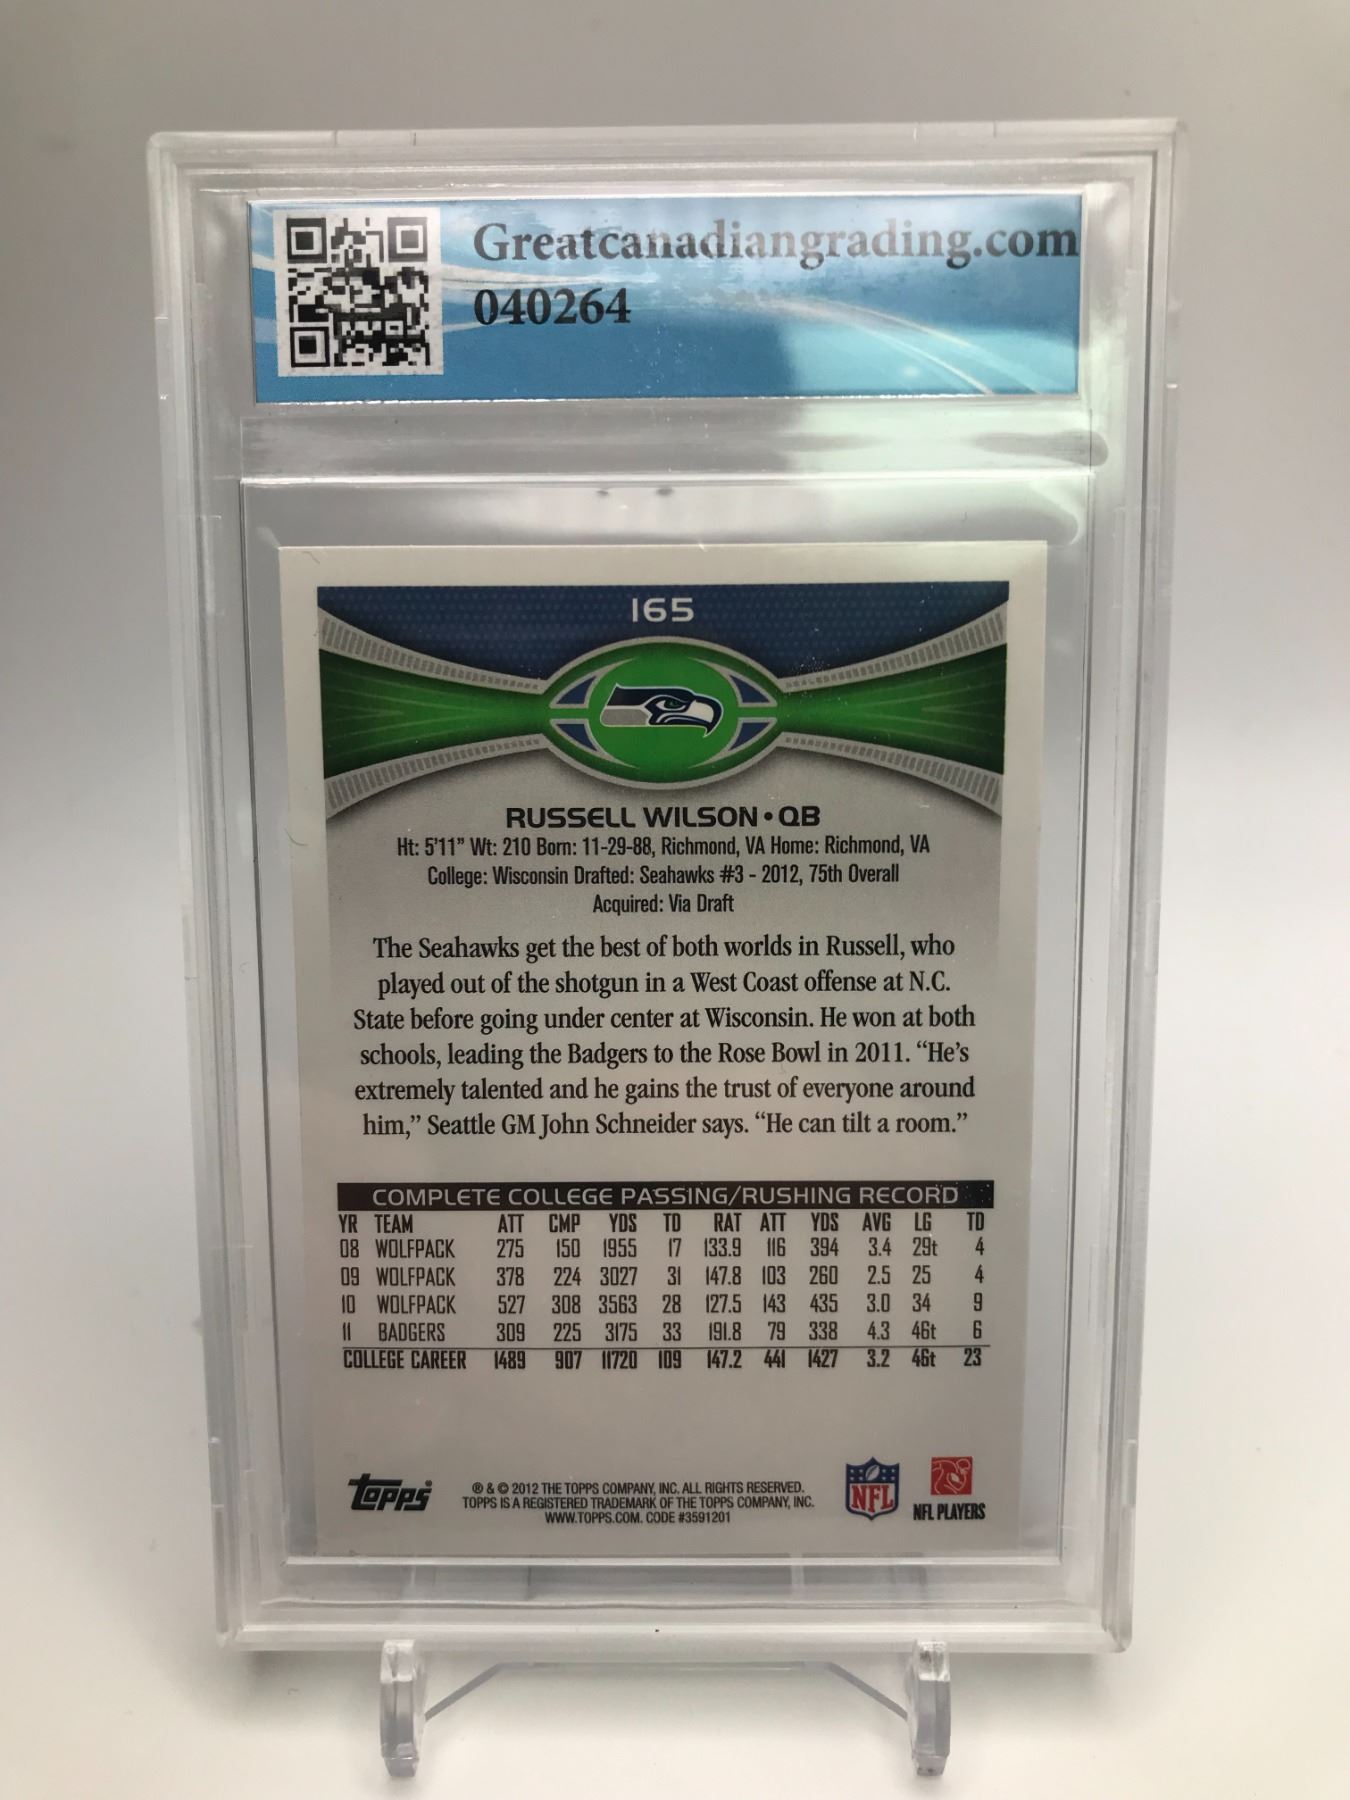 Greatcanadiangrading.com
040264
165
RUSSELL WILSON • QB
Ht: 5'11" Wt: 210 Born: 11-29-88, Richmond, VA Home: Richmond, VA
College: Wisconsin Drafted: Seahawks #3 - 2012, 75th Overall
Acquired: Via Draft
The Seahawks get the best of both worlds in Russell, who
played out of the shotgun in a West Coast offense at N.C.
State before going under center at Wisconsin. He won at both
schools, leading the Badgers to the Rose Bowl in 2011. “He’s
extremely talented and he gains the trust of everyone around
him,” Seattle GM John Schneider says. “He can tilt a room.”
COMPLETE COLLEGE PASSING/RUSHING RECORD
YR TEAM ATT CMP YDS TD RAT ATT YDS AVG LG TD
08 WOLFPACK 275 150 1955 17 133.9 116 394 3.4 29t 4
09 WOLFPACK 378 224 3027 31 147.8 103 260 2.5 25 4
10 WOLFPACK 527 308 3563 28 127.5 143 435 3.0 34 9
11 BADGERS 309 225 3175 33 191.8 79 338 4.3 46t 6
COLLEGE CAREER 1489 907 11720 109 147.2 441 1427 3.2 46t 23
topps®
® & © 2012 THE TOPPS COMPANY, INC. ALL RIGHTS RESERVED.
TOPPS IS A REGISTERED TRADEMARK OF THE TOPPS COMPANY, INC.
WWW.TOPPS.COM. CODE #3591201
NFL
NFL PLAYERS